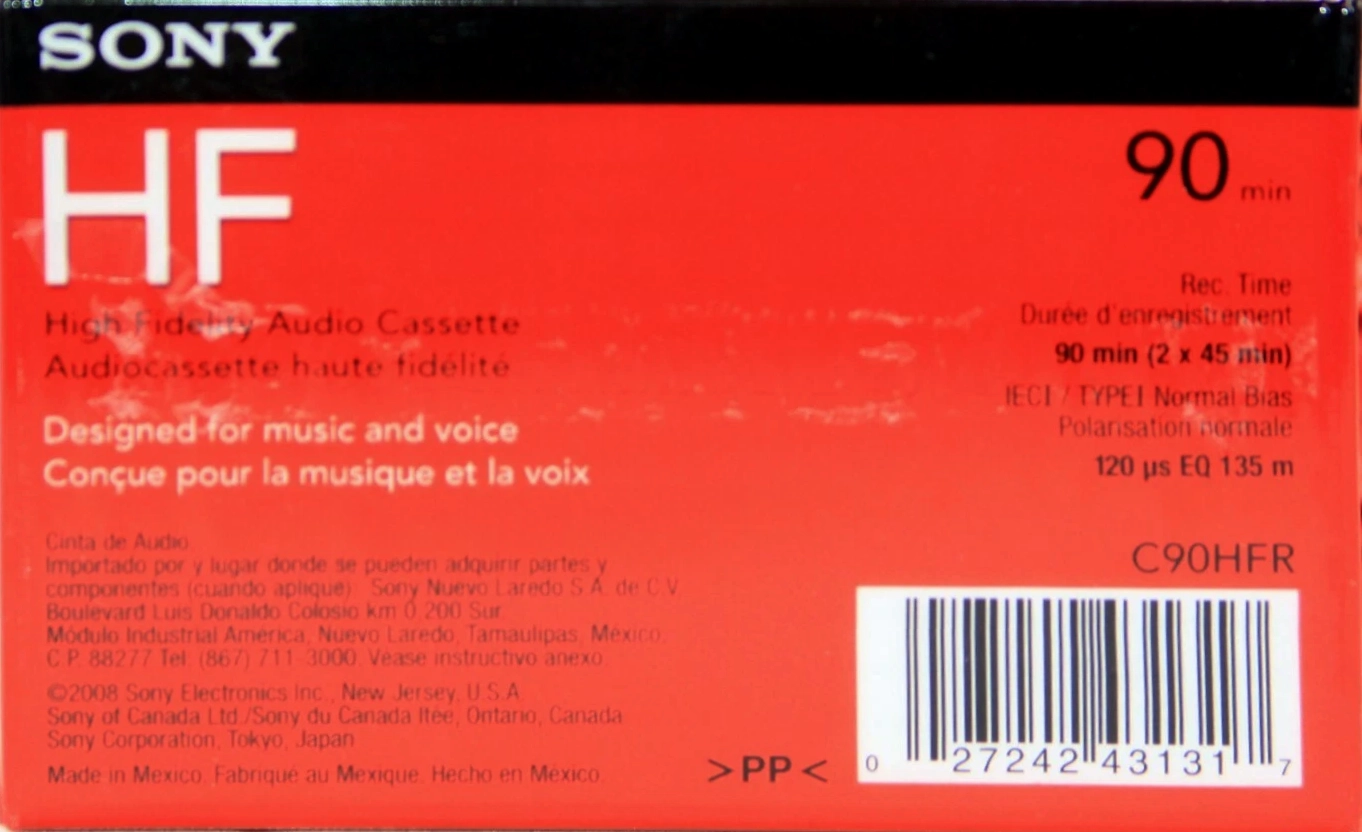 SONY
HF
90 min
High Fidelity Audio Cassette
Audiocassette haute fidélité
Designed for music and voice
Conçue pour la musique et la voix
Rec. Time
Durée d'enregistrement
90 min (2 x 45 min)
IECI / TYPEI Normal Bias
Polarisation normale
120 µs EQ 135 m
C90HFR
Cinta de Audio
Importado por y lugar donde se pueden adquirir partes y
componentes (cuando aplique): Sony Nuevo Laredo S.A. de C.V.
Boulevard Luis Donaldo Colosio km 0.200 Sur
Módulo Industrial América, Nuevo Laredo, Tamaulipas, México.
C.P. 88277 Tel: (867) 711-3000. Vease instructivo anexo.
©2008 Sony Electronics Inc., New Jersey, U.S.A.
Sony of Canada Ltd./Sony du Canada ltée, Ontario, Canada
Sony Corporation, Tokyo, Japan
Made in Mexico. Fabriqué au Mexique. Hecho en México.
>PP<
0 27242 43131 7